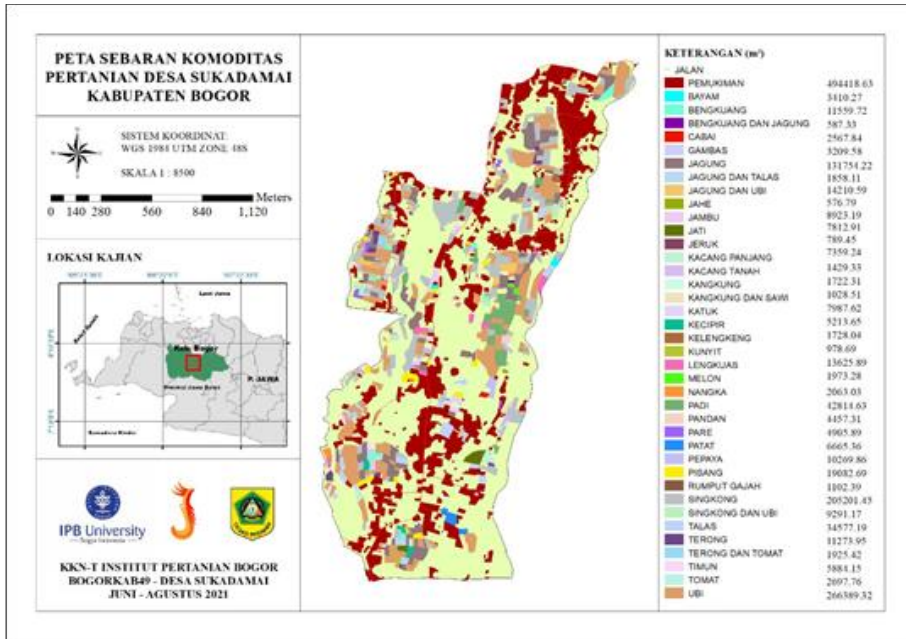 PETA SEBARAN KOMODITAS
PERTANIAN DESA SUKADAMAI
KABUPATEN BOGOR
SISTEM KOORDINAT:
WGS 1984 UTM ZONE 48S
SKALA 1 : 8500
Meters
0 140 280 560 840 1,120
LOKASI KAJIAN
Laut Jawa
Kab. Bogor
P. JAWA
IPB University
KKN-T INSTITUT PERTANIAN BOGOR
BOGORKAB49 - DESA SUKADAMAI
JUNI - AGUSTUS 2021
KETERANGAN (m²)
JALAN
PEMUKIMAN 494418.63
BAYAM 3410.27
BENGKUANG 11559.72
BENGKUANG DAN JAGUNG 587.33
CABAI 2567.84
GAMBAS 3209.58
JAGUNG 131754.22
JAGUNG DAN TALAS 1858.11
JAGUNG DAN UBI 14210.59
JAHE 576.79
JAMBU 8923.19
JATI 7812.91
JERUK 789.45
KACANG PANJANG 7359.24
KACANG TANAH 1429.33
KANGKUNG 1722.31
KANGKUNG DAN SAWI 1028.51
KATUK 7987.62
KECIPIR 5213.65
KELENGKENG 1728.04
KUNYIT 978.69
LENGKUAS 13625.89
MELON 1973.28
NANGKA 2063.03
PADI 42814.63
PANDAN 4457.31
PARE 4905.89
PATAT 6665.36
PEPAYA 10269.86
PISANG 19082.69
RUMPUT GAJAH 1102.39
SINGKONG 205201.43
SINGKONG DAN UBI 9291.17
TALAS 34577.19
TERONG 11273.95
TERONG DAN TOMAT 1925.42
TIMUN 5884.15
TOMAT 2697.76
UBI 266389.32